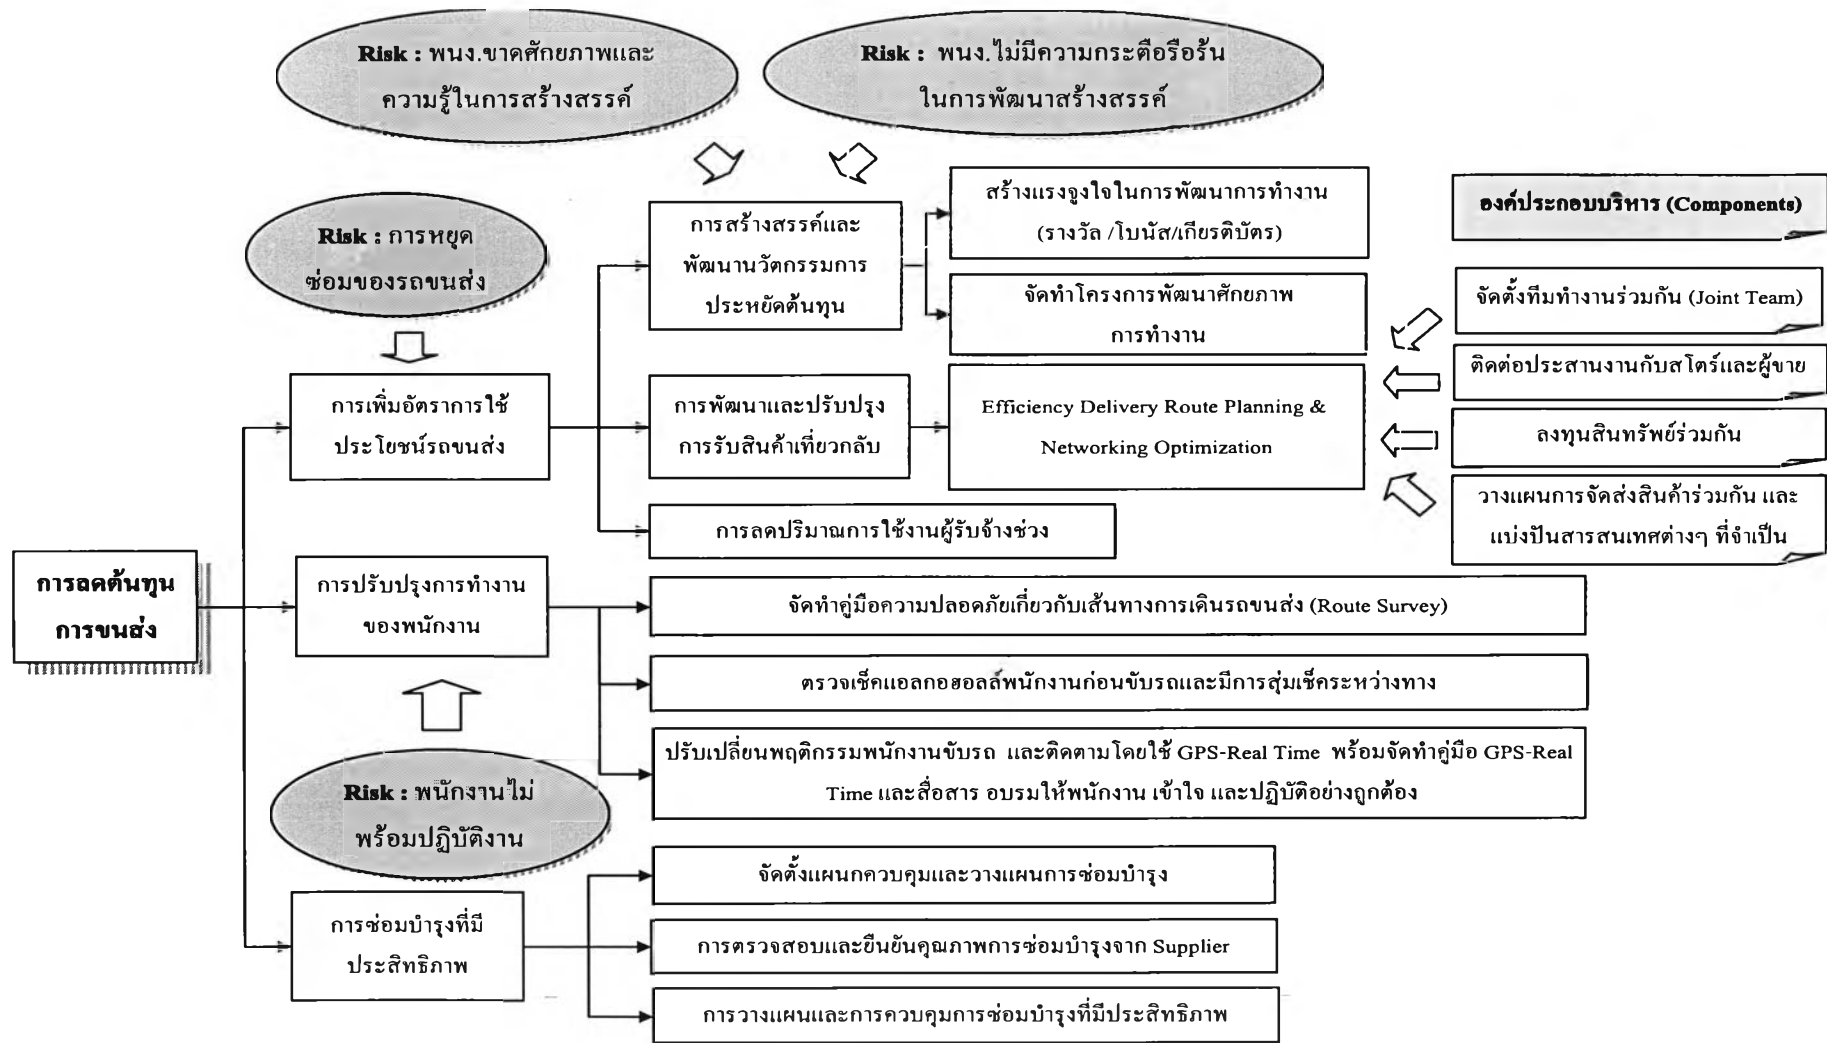 Risk : พนง.ขาดศักยภาพและ
ความรู้ในการสร้างสรรค์
Risk : พนง.ไม่มีความกระตือรือร้น
ในการพัฒนาสร้างสรรค์
Risk : การหยุด
ซ่อมของรถขนส่ง
การสร้างสรรค์และ
พัฒนานวัตกรรมการ
ประหยัดต้นทุน
สร้างแรงจูงใจในการพัฒนาการทำงาน
(รางวัล /โบนัส/เกียรติบัตร)
จัดทำโครงการพัฒนาศักยภาพ
การทำงาน
องค์ประกอบบริหาร (Components)
จัดตั้งทีมทำงานร่วมกัน (Joint Team)
ติดต่อประสานงานกับสโตร์และผู้ขาย
ลงทุนสินทรัพย์ร่วมกัน
วางแผนการจัดส่งสินค้าร่วมกัน และ
แบ่งปันสารสนเทศต่างๆ ที่จำเป็น
การเพิ่มอัตราการใช้
ประโยชน์รถขนส่ง
การพัฒนาและปรับปรุง
การรับสินค้าเที่ยวกลับ
Efficiency Delivery Route Planning &
Networking Optimization
การลดปริมาณการใช้งานผู้รับจ้างช่วง
การลดต้นทุน
การขนส่ง
การปรับปรุงการทำงาน
ของพนักงาน
จัดทำคู่มือความปลอดภัยเกี่ยวกับเส้นทางการเดินรถขนส่ง (Route Survey)
ตรวจเช็คแอลกอฮอลล์พนักงานก่อนขับรถและมีการสุ่มเช็คระหว่างทาง
ปรับเปลี่ยนพฤติกรรมพนักงานขับรถ และติดตามโดยใช้ GPS-Real Time พร้อมจัดทำคู่มือ GPS-Real
Time และสื่อสาร อบรมให้พนักงาน เข้าใจ และปฏิบัติอย่างถูกต้อง
Risk : พนักงานไม่
พร้อมปฏิบัติงาน
การซ่อมบำรุงที่มี
ประสิทธิภาพ
จัดตั้งแผนกควบคุมและวางแผนการซ่อมบำรุง
การตรวจสอบและยืนยันคุณภาพการซ่อมบำรุงจาก Supplier
การวางแผนและการควบคุมการซ่อมบำรุงที่มีประสิทธิภาพ